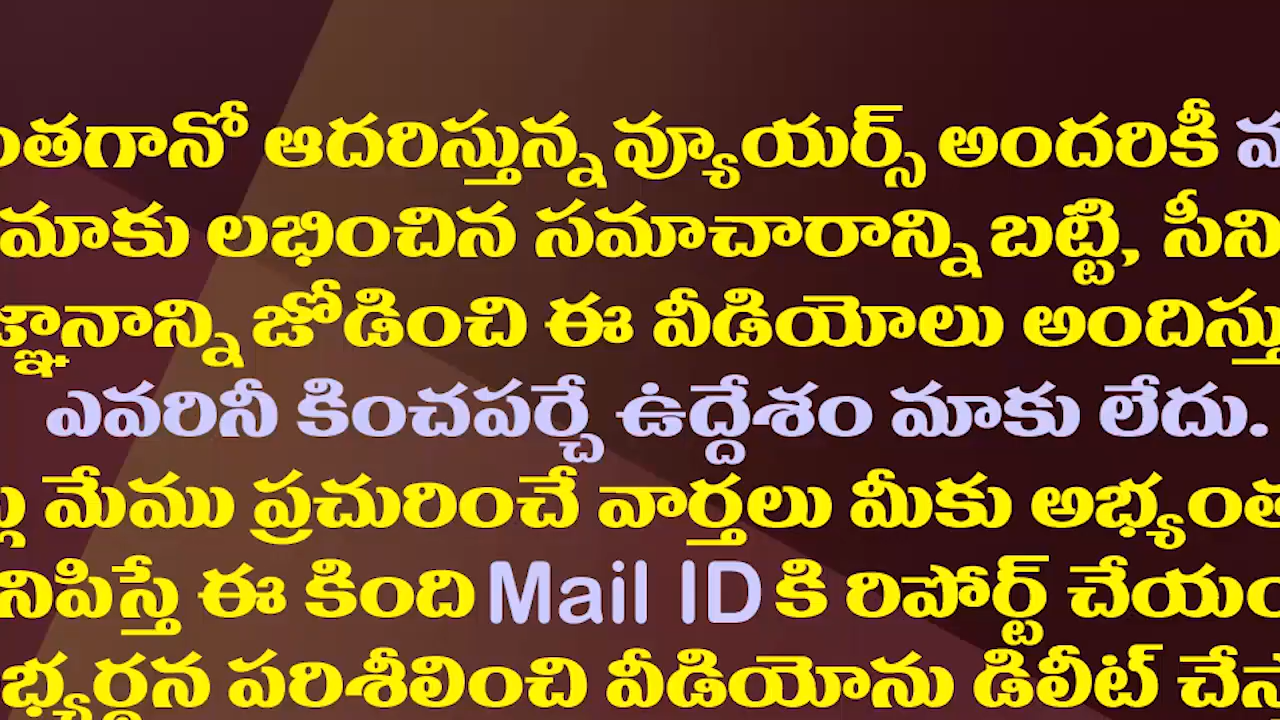 ంతగానో ఆదరిస్తున్న వ్యూయర్స్ అందరికీ
మాకు లభించిన సమాచారాన్ని బట్టి, సీని
జ్ఞానాన్ని జోడించి ఈ వీడియోలు అందిస్తు
ఎవరినీ కించపర్చే ఉద్దేశం మాకు లేదు.
మేము ప్రచురించే వార్తలు మీకు అభ్యంత
నిపిస్తే ఈ కింది Mail ID కి రిపోర్ట్ చేయం
భ్యర్ధన పరిశీలించి వీడియోను డిలీట్ చేస